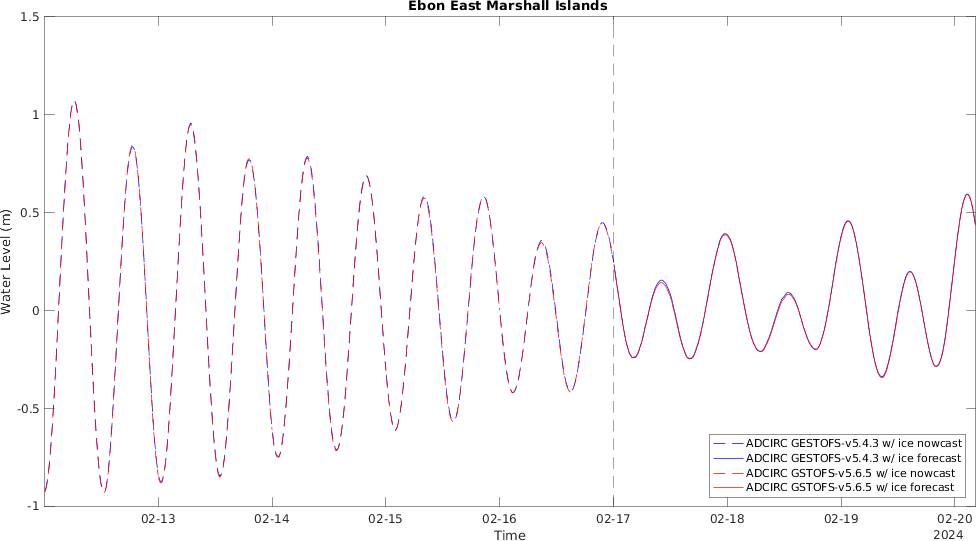 Ebon East Marshall Islands
1.5
1
0.5
0
-0.5
-1
Water Level (m)
02-13
02-14
02-15
02-16
02-17
02-18
02-19
02-20
Time
2024
ADCIRC GESTOFS-v5.4.3 w/ ice nowcast
ADCIRC GESTOFS-v5.4.3 w/ ice forecast
ADCIRC GSTOFS-v5.6.5 w/ ice nowcast
ADCIRC GSTOFS-v5.6.5 w/ ice forecast